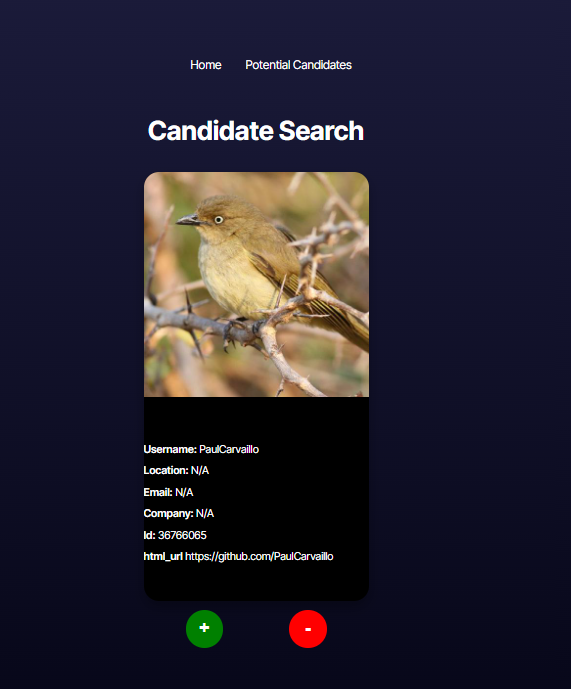 Home Potential Candidates
Candidate Search
Username: PaulCarvaillo
Location: N/A
Email: N/A
Company: N/A
Id: 36766065
html_url https://github.com/PaulCarvaillo
+ -